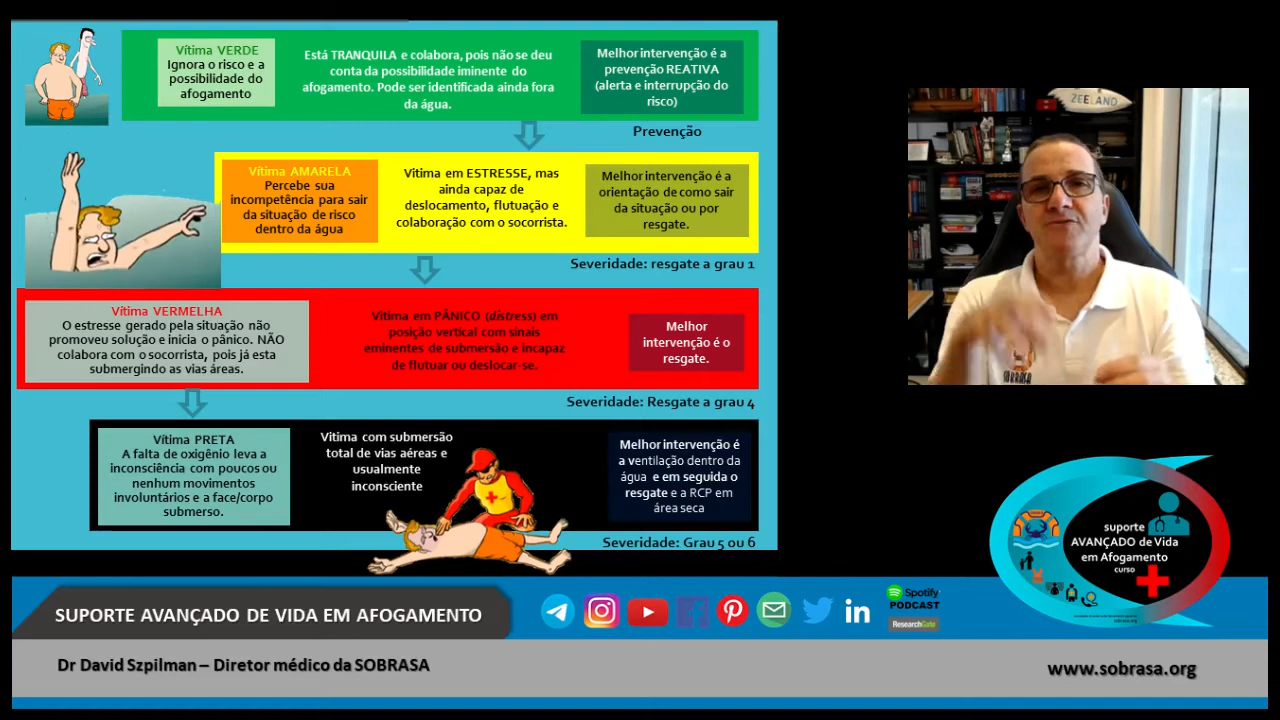 Vítima VERDE
Ignora o risco e a
possibilidade do
afogamento
Está TRANQUILA e colabora, pois não se deu
conta da possibilidade iminente do
afogamento. Pode ser identificada ainda fora
da água.
Melhor intervenção é a
prevenção REATIVA
(alerta e interrupção do
risco)
Prevenção
Vítima AMARELA
Percebe sua
incompetência para sair
da situação de risco
dentro da água
Vitima em ESTRESSE, mas
ainda capaz de
deslocamento, flutuação e
colaboração com o socorrista.
Melhor intervenção é a
orientação de como sair
da situação ou por
resgate.
Severidade: resgate a grau 1
Vítima VERMELHA
O estresse gerado pela situação não
promoveu solução e inicia o pânico. NÃO
colabora com o socorrista, pois já esta
submergindo as vias áreas.
Vítima em PÂNICO (distress) em
posição vertical com sinais
eminentes de submersão e incapaz
de flutuar ou deslocar-se.
Melhor
intervenção é o
resgate.
Severidade: Resgate a grau 4
Vítima PRETA
A falta de oxigênio leva a
inconsciência com poucos ou
nenhum movimentos
involuntários e a face/corpo
submerso.
Vitima com submersão
total de vias aéreas e
usualmente
inconsciente
Melhor intervenção é
a ventilação dentro da
água e em seguida o
resgate e a RCP em
área seca
Severidade: Grau 5 ou 6
ZEELAND
SOBRASA
suporte
AVANÇADO de Vida
em Afogamento
curso
sobrasa.org
SUPORTE AVANÇADO DE VIDA EM AFOGAMENTO
Spotify
PODCAST
ResearchGate
Dr David Szpilman – Diretor médico da SOBRASA
www.sobrasa.org